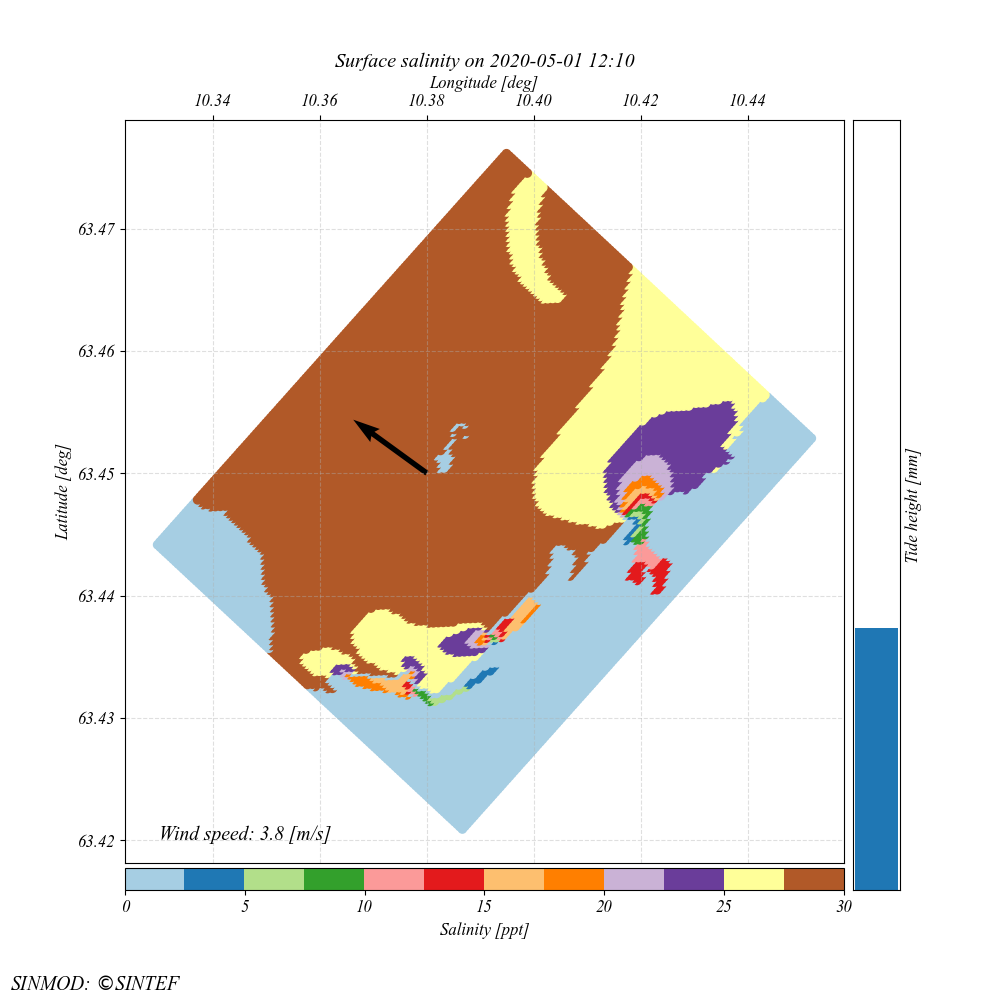 Surface salinity on 2020-05-01 12:10
Longitude [deg]
10.34 10.36 10.38 10.40 10.42 10.44
63.47
63.46
63.45
63.44
63.43
63.42
Latitude [deg]
Tide height [mm]
Wind speed: 3.8 [m/s]
0 5 10 15 20 25 30
Salinity [ppt]
SINMOD: ©SINTEF